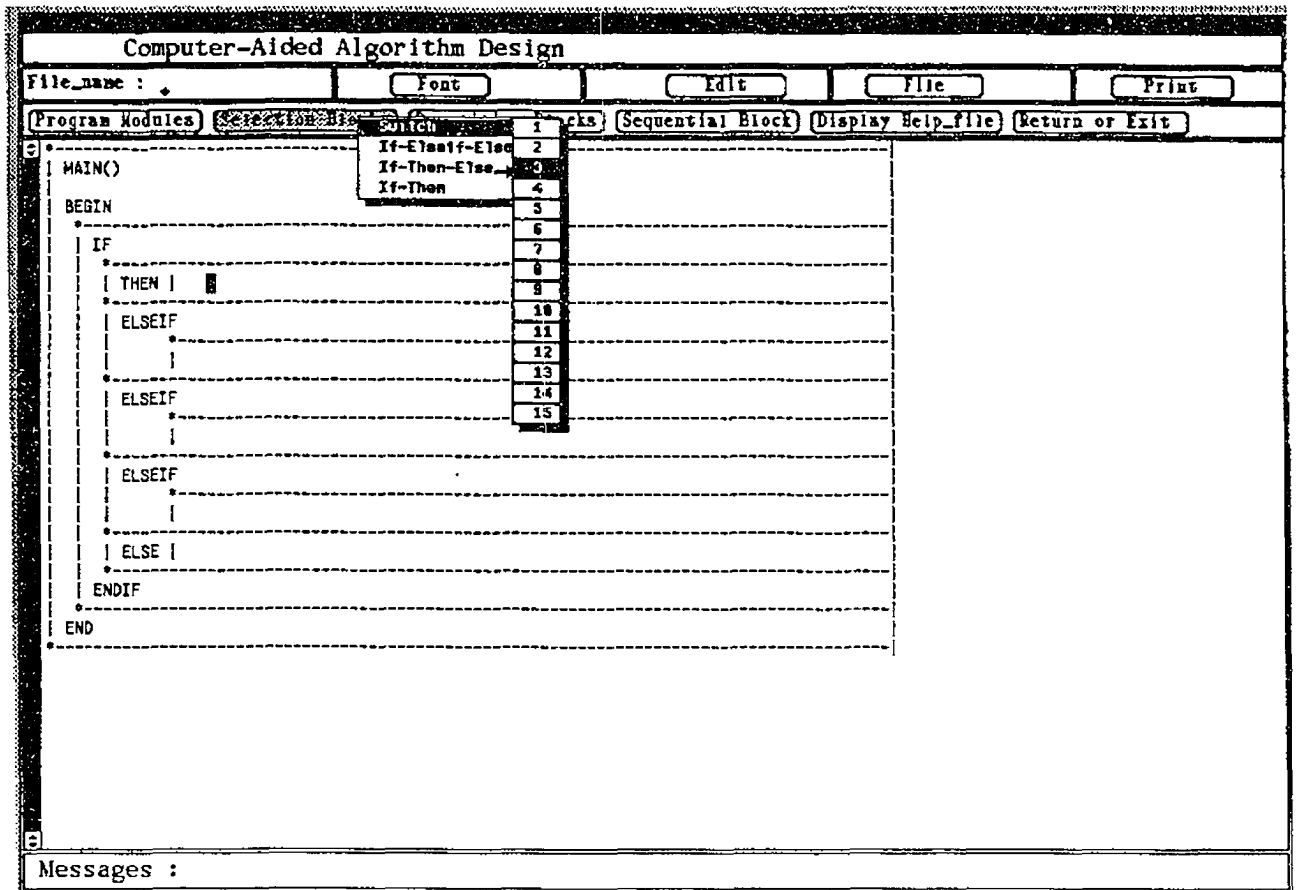 Computer-Aided Algorithm Design
File_name :
Font
Edit
File
Print
Program Modules
Selection
Sequential Block
Display Help_file
Return or Exit
Switch
If-Elseif-Else
If-Then-Else
If-Then
1
2
3
4
5
6
7
8
9
10
11
12
13
14
15
MAIN()
BEGIN
IF
THEN
ELSEIF
ELSEIF
ELSEIF
ELSE
ENDIF
END
Messages :